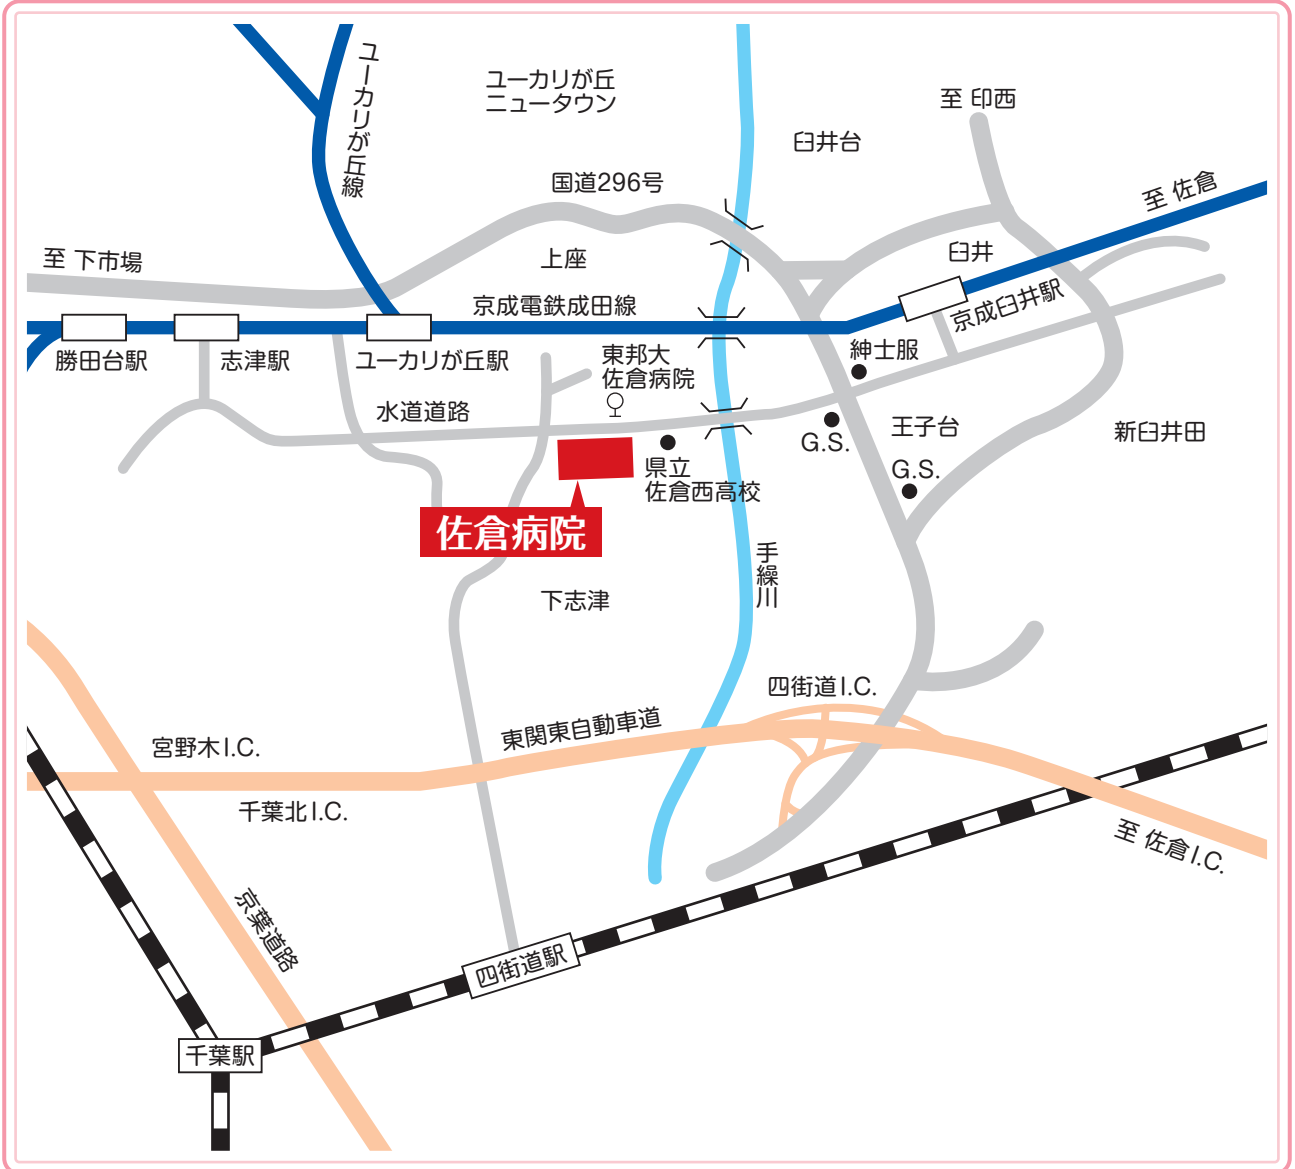 ユーカリが丘線
ユーカリが丘
ニュータウン
至 印西
臼井台
国道296号
至 佐倉
至 下市場
上座
臼井
京成電鉄成田線
京成臼井駅
勝田台駅
志津駅
ユーカリが丘駅
東邦大
佐倉病院
紳士服
水道道路
G.S.
王子台
新臼井田
県立
佐倉西高校
G.S.
佐倉病院
手繰川
下志津
四街道I.C.
東関東自動車道
宮野木I.C.
千葉北I.C.
至 佐倉I.C.
京葉道路
四街道駅
千葉駅